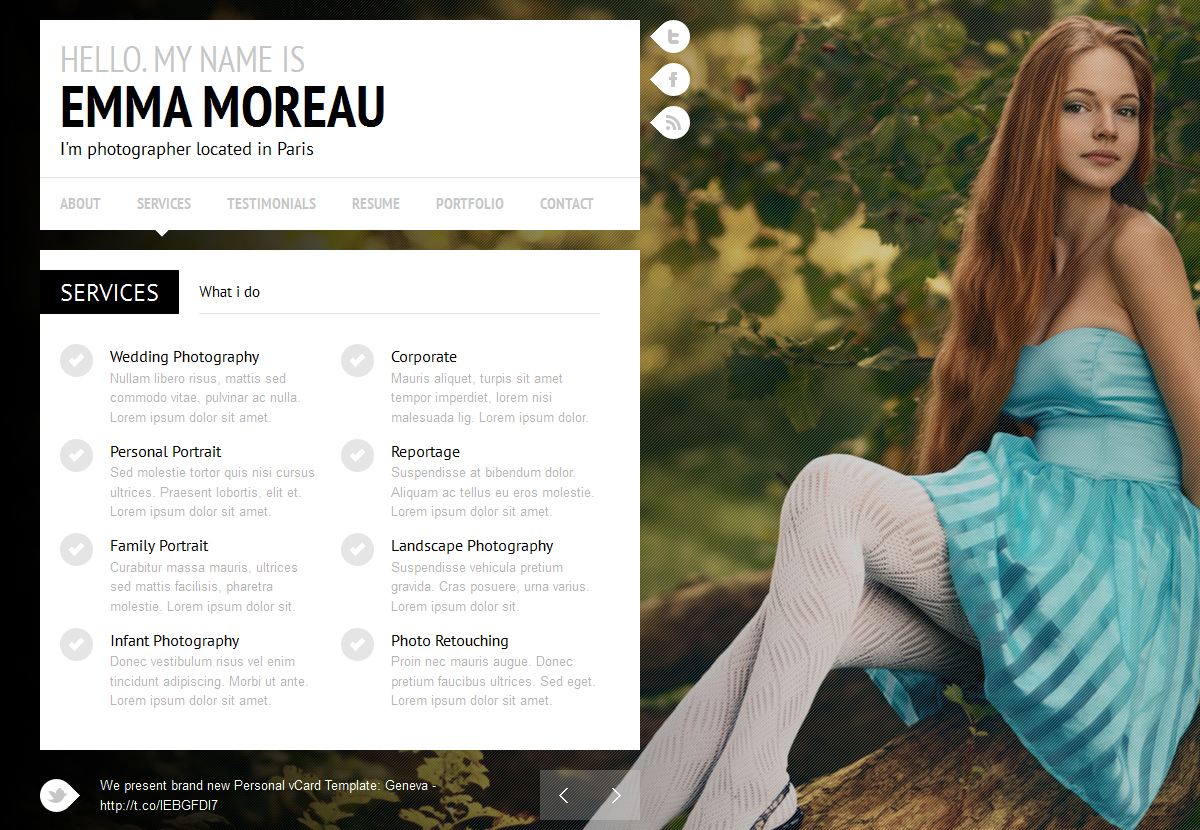 HELLO. MY NAME IS
EMMA MOREAU
I'm photographer located in Paris
ABOUT SERVICES TESTIMONIALS RESUME PORTFOLIO CONTACT
SERVICES
What i do
Wedding Photography
Nullam libero risus, mattis sed
commodo vitae, pulvinar ac nulla.
Lorem ipsum dolor sit amet.
Corporate
Mauris aliquet, turpis sit amet
tempor imperdiet, lorem nisi
malesuada lig. Lorem ipsum dolor.
Personal Portrait
Sed molestie tortor quis nisi cursus
ultrices. Praesent lobortis, elit et.
Lorem ipsum dolor sit amet.
Reportage
Suspendisse at bibendum dolor.
Aliquam ac tellus eu eros molestie.
Lorem ipsum dolor sit amet.
Family Portrait
Curabitur massa mauris, ultrices
sed mattis facilisis, pharetra
molestie. Lorem ipsum dolor sit.
Landscape Photography
Suspendisse vehicula pretium
gravida. Cras posuere, urna varius.
Lorem ipsum dolor sit.
Infant Photography
Donec vestibulum risus vel enim
tincidunt adipiscing. Morbi ut ante.
Lorem ipsum dolor sit amet.
Photo Retouching
Proin nec mauris augue. Donec
pretium faucibus ultrices. Sed eget.
Lorem ipsum dolor sit amet.
We present brand new Personal vCard Template: Geneva -
http://t.co/IEBGFDI7